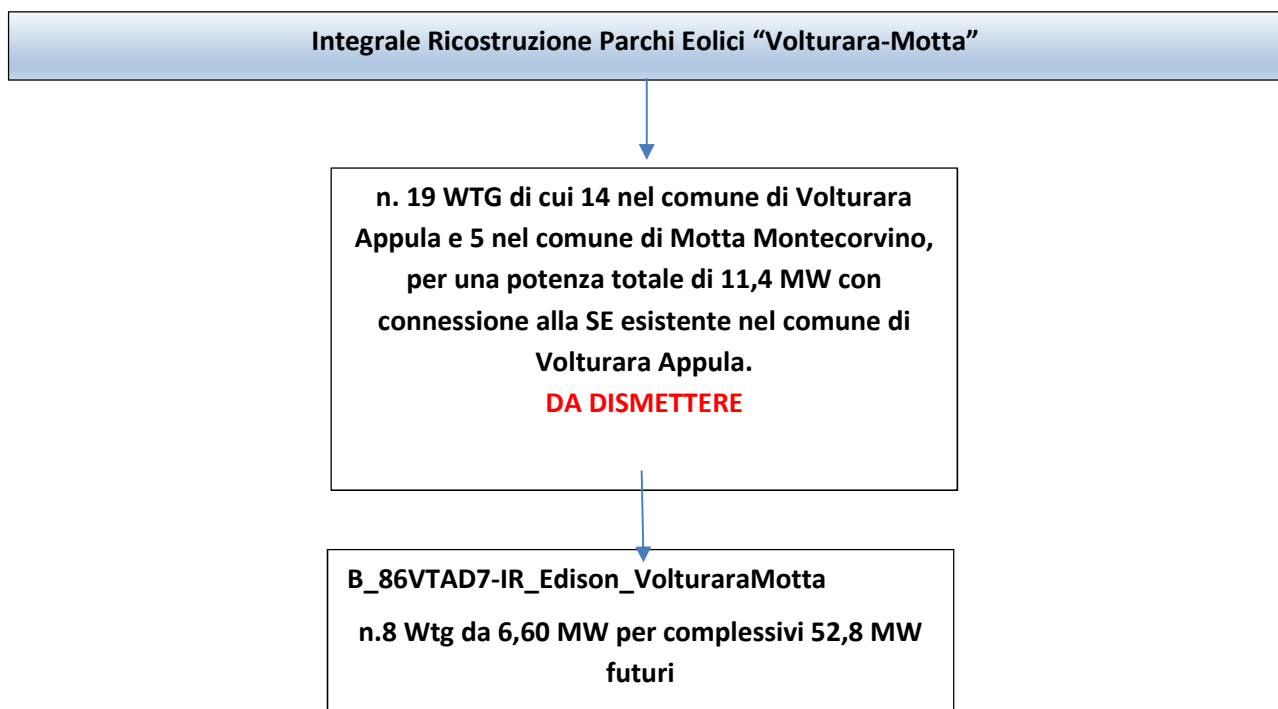 Integrale Ricostruzione Parchi Eolici “Volturara-Motta”
n. 19 WTG di cui 14 nel comune di Volturara
Appula e 5 nel comune di Motta Montecorvino,
per una potenza totale di 11,4 MW con
connessione alla SE esistente nel comune di
Volturara Appula.
DA DISMETTERE
B_86VTAD7-IR_Edison_VolturaraMotta
n.8 Wtg da 6,60 MW per complessivi 52,8 MW
futuri